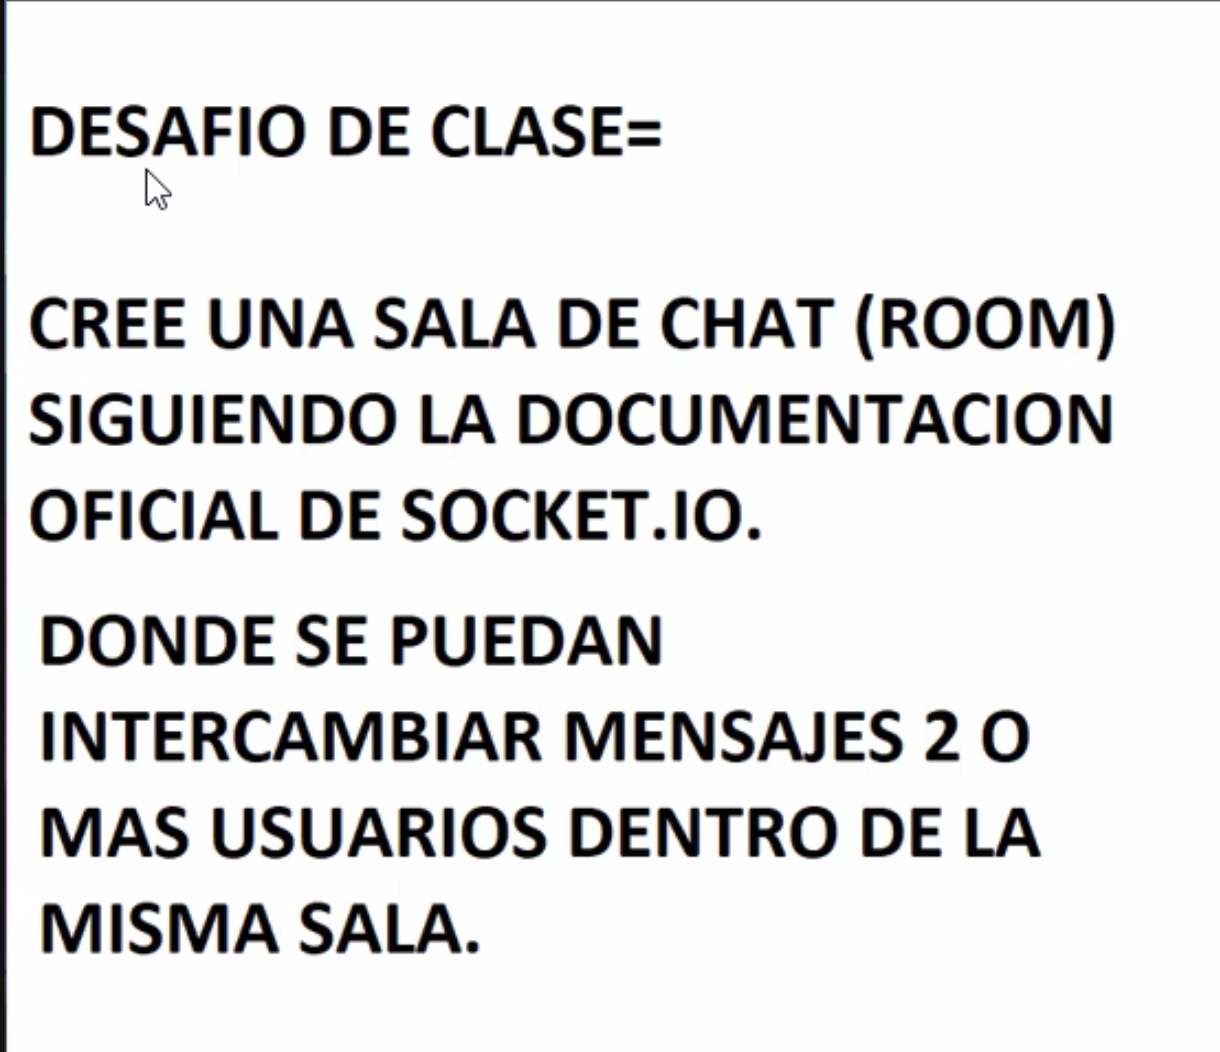 DESAFIO DE CLASE=
CREE UNA SALA DE CHAT (ROOM)
SIGUIENDO LA DOCUMENTACION
OFICIAL DE SOCKET.IO.
DONDE SE PUEDAN
INTERCAMBIAR MENSAJES 2 O
MAS USUARIOS DENTRO DE LA
MISMA SALA.